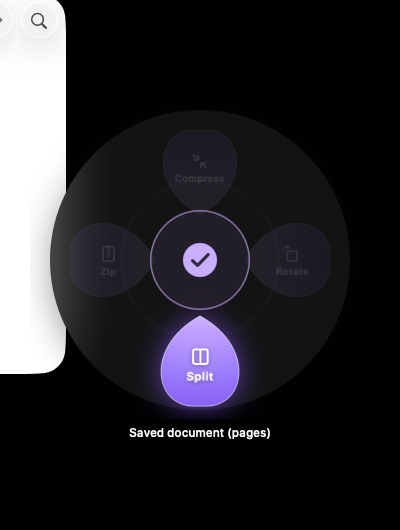 Compress
Zip
Rotate
Split
Saved document (pages)